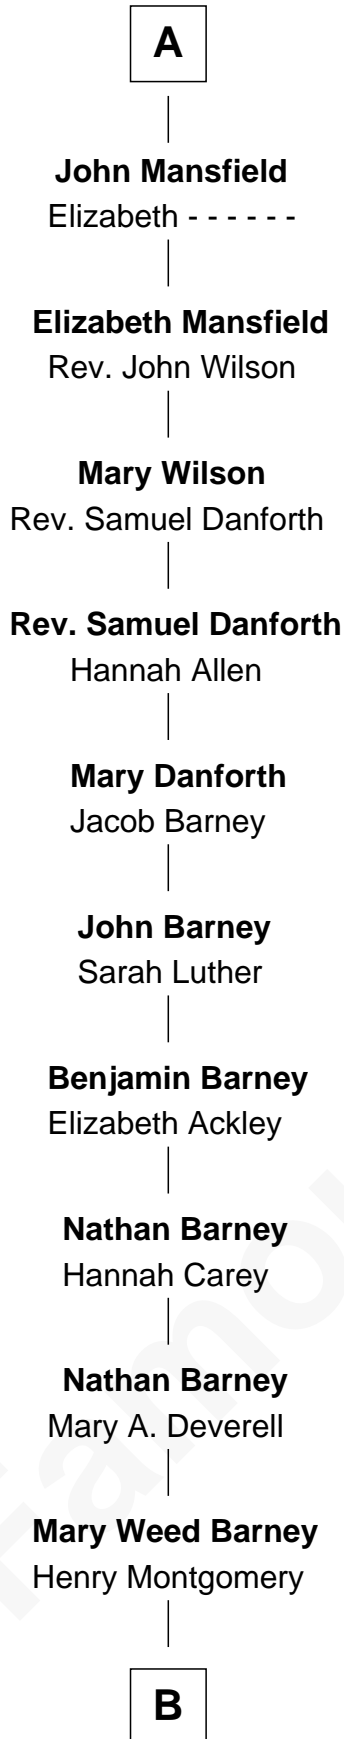 A
John Mansfield
Elizabeth - - - - - -
Elizabeth Mansfield
Rev. John Wilson
Mary Wilson
Rev. Samuel Danforth
Rev. Samuel Danforth
Hannah Allen
Mary Danforth
Jacob Barney
John Barney
Sarah Luther
Benjamin Barney
Elizabeth Ackley
Nathan Barney
Hannah Carey
Nathan Barney
Mary A. Deverell
Mary Weed Barney
Henry Montgomery
B
Famou